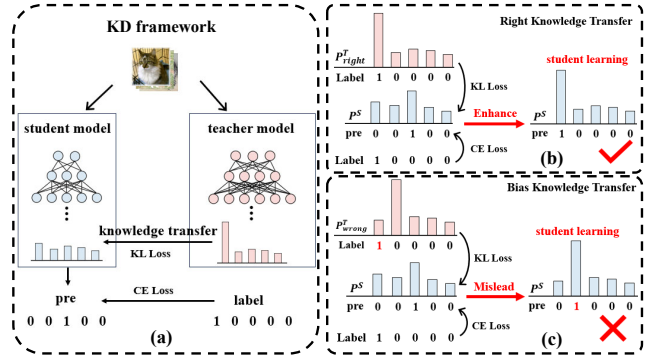 KD framework
student model
teacher model
knowledge transfer
KL Loss
pre
CE Loss
label
0 0 1 0 0
(a)
1 0 0 0 0
Right Knowledge Transfer
P^T_right
Label 1 0 0 0 0
KL Loss
P^S
pre 0 0 1 0 0
Enhance
CE Loss
Label 1 0 0 0 0
student learning
P^S
pre 1 0 0 0 0
(b)
Bias Knowledge Transfer
P^T_wrong
Label 1 0 0 0 0
KL Loss
P^S
pre 0 0 1 0 0
Mislead
CE Loss
Label 1 0 0 0 0
student learning
P^S
pre 0 1 0 0 0
(c)